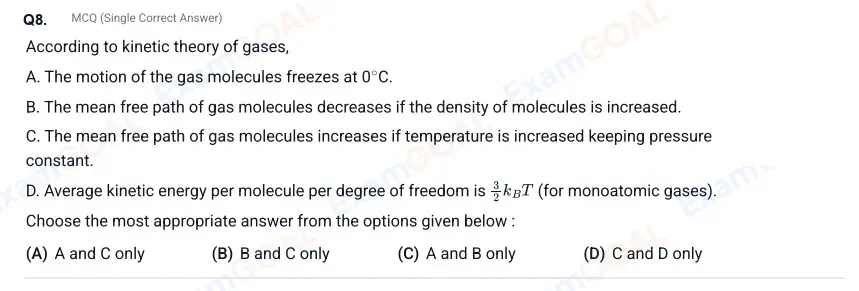 Q8. MCQ (Single Correct Answer)
According to kinetic theory of gases,
A. The motion of the gas molecules freezes at 0°C.
B. The mean free path of gas molecules decreases if the density of molecules is increased.
C. The mean free path of gas molecules increases if temperature is increased keeping pressure
constant.
D. Average kinetic energy per molecule per degree of freedom is $\frac{3}{2}k_BT$ (for monoatomic gases).
Choose the most appropriate answer from the options given below :
(A) A and C only (B) B and C only (C) A and B only (D) C and D only